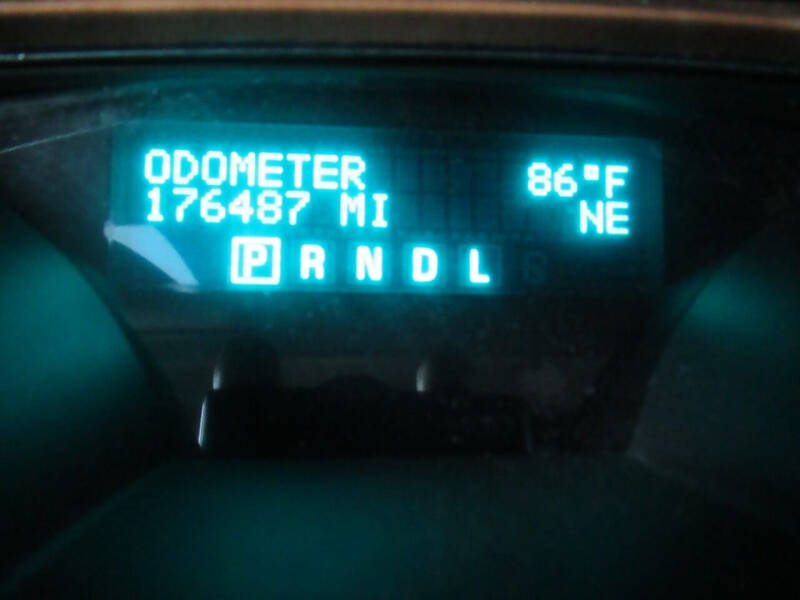 ODOMETER 86°F
176487 MI NE
P R N D L